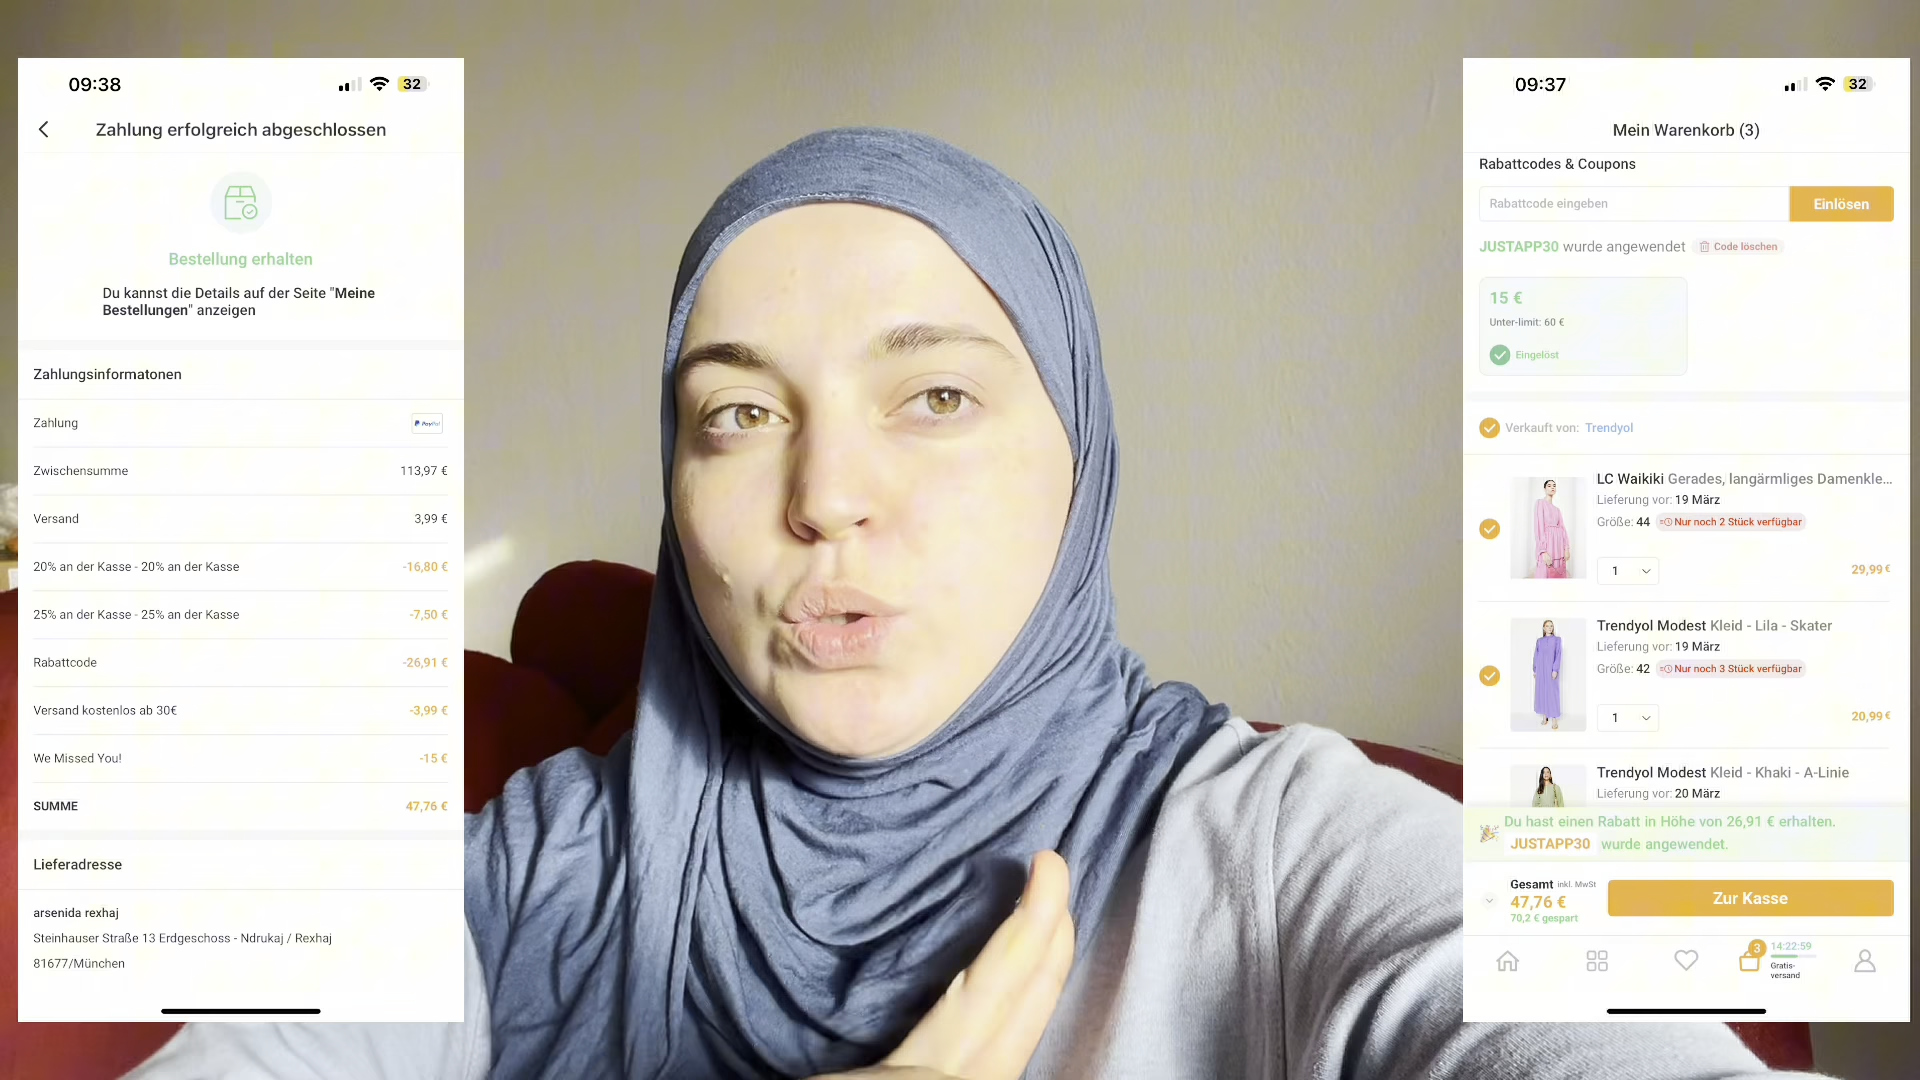 09:38
32
Zahlung erfolgreich abgeschlossen
Bestellung erhalten
Du kannst die Details auf der Seite "Meine
Bestellungen" anzeigen
Zahlungsinformatonen
Zahlung
PayPal
Zwischensumme
113,97 €
Versand
3,99 €
20% an der Kasse - 20% an der Kasse
-16,80 €
25% an der Kasse - 25% an der Kasse
-7,50 €
Rabattcode
-26,91 €
Versand kostenlos ab 30€
-3,99 €
We Missed You!
-15 €
SUMME
47,76 €
Lieferadresse
arsenida rexhaj
Steinhauser Straße 13 Erdgeschoss - Ndrukaj / Rexhaj
81677/München
09:37
32
Mein Warenkorb (3)
Rabattcodes & Coupons
Rabattcode eingeben
Einlösen
JUSTAPP30 wurde angewendet
Code löschen
15 €
Unter-limit: 60 €
Eingelöst
Verkauft von: Trendyol
LC Waikiki Gerades, langärmliges Damenkle...
Lieferung vor: 19 März
Größe: 44 Nur noch 2 Stück verfügbar
1
29,99 €
Trendyol Modest Kleid - Lila - Skater
Lieferung vor: 19 März
Größe: 42 Nur noch 3 Stück verfügbar
1
20,99 €
Trendyol Modest Kleid - Khaki - A-Linie
Lieferung vor: 20 März
Du hast einen Rabatt in Höhe von 26,91 € erhalten.
JUSTAPP30 wurde angewendet.
Gesamt inkl. MwSt
47,76 €
70,2 € gespart
Zur Kasse
3
14:22:59
Gratis-
versand